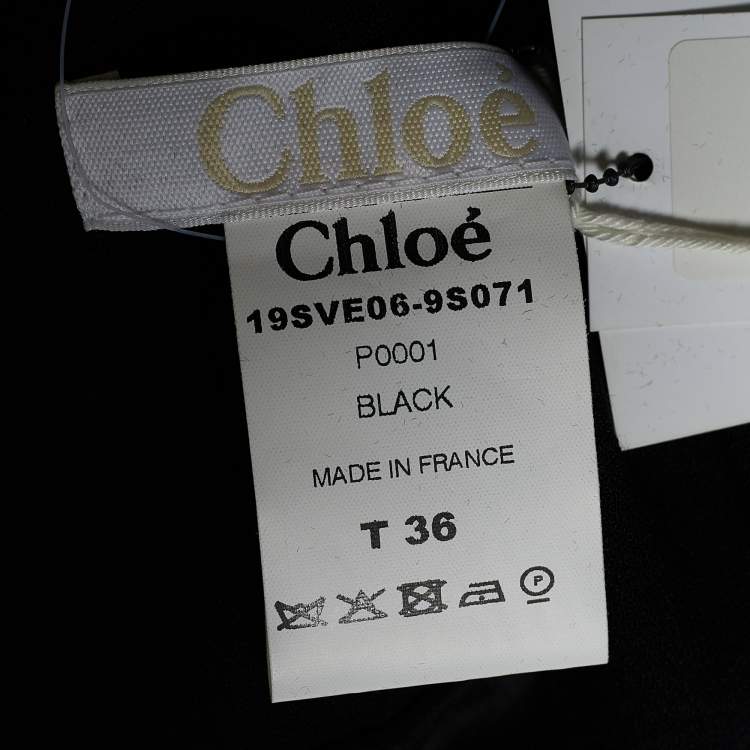 Chloé
Chloé
19SVE06-9S071
P0001
BLACK
MADE IN FRANCE
T 36
P